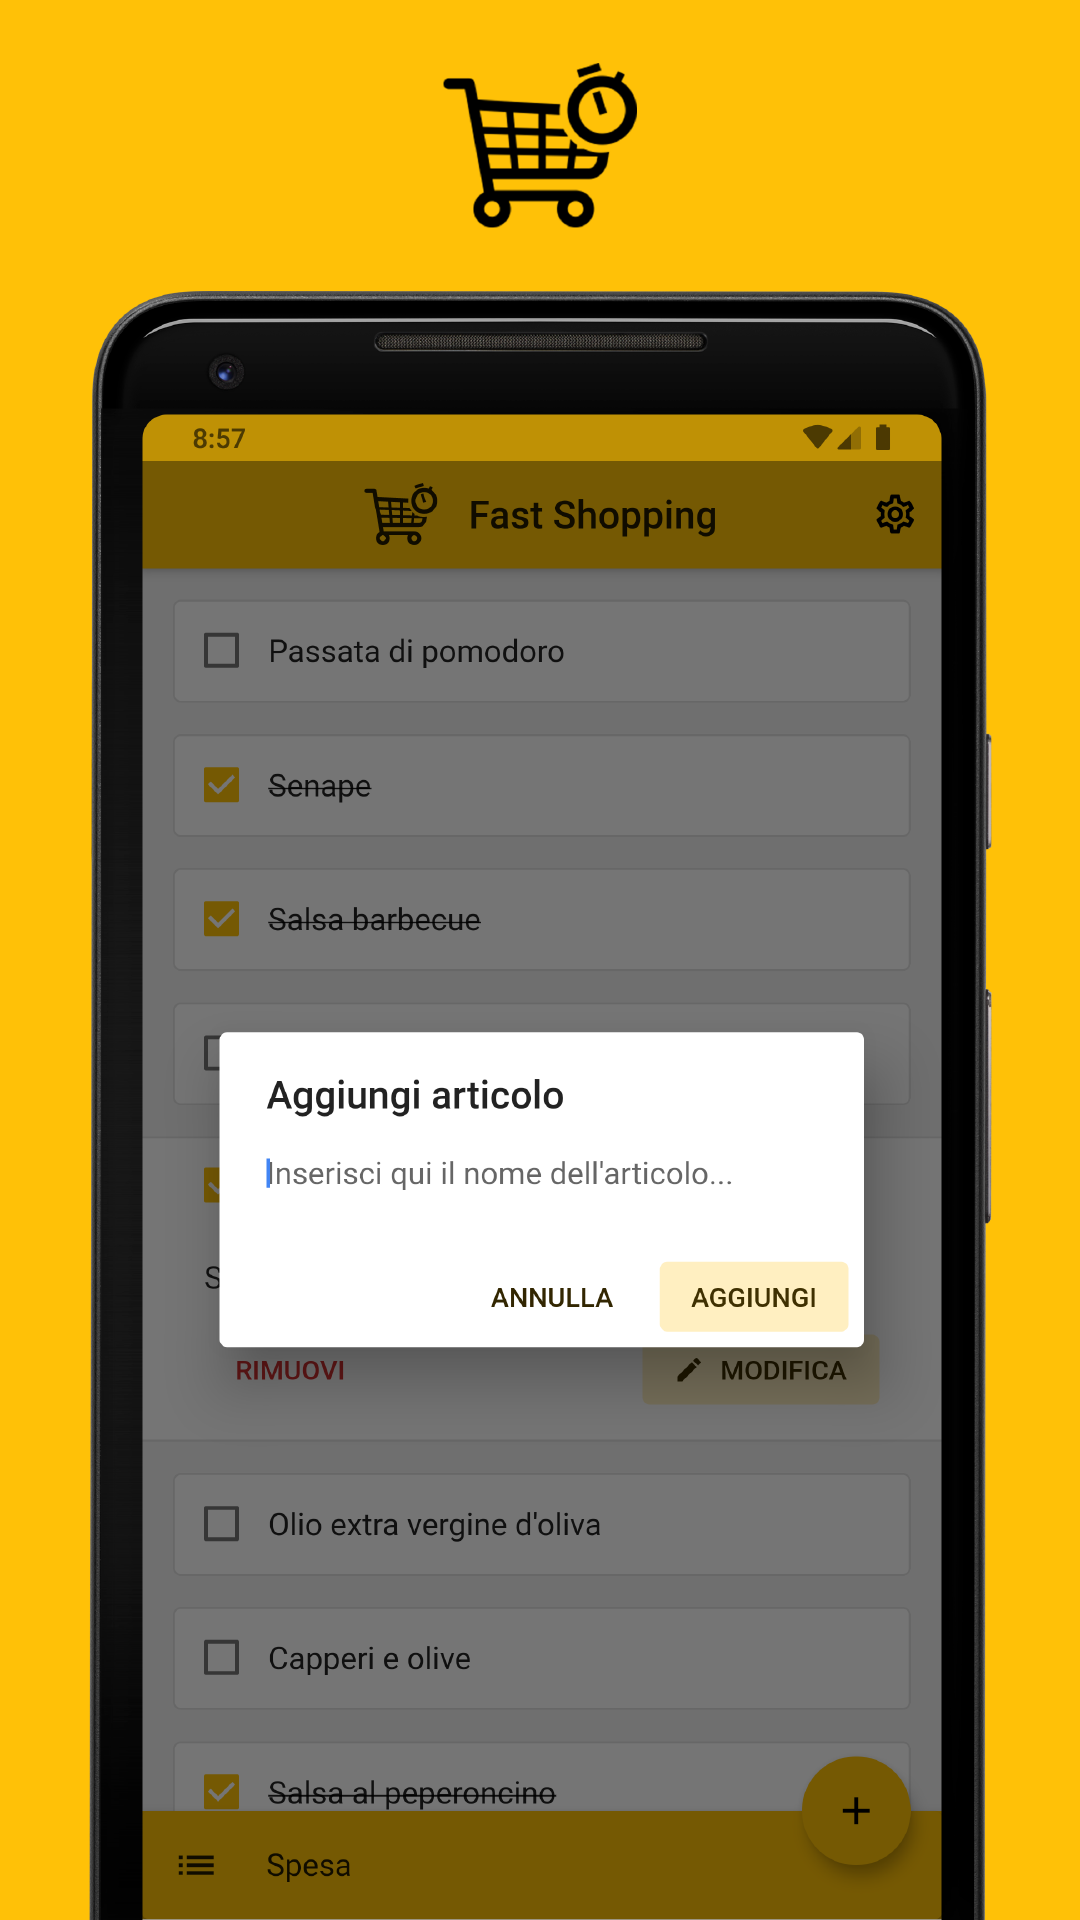 8:57
Fast Shopping
Passata di pomodoro
Senape
Salsa barbecue
Aggiungi articolo
Inserisci qui il nome dell'articolo...
S
ANNULLA
AGGIUNGI
RIMUOVI
MODIFICA
Olio extra vergine d'oliva
Capperi e olive
Salsa al peperoncino
+
Spesa